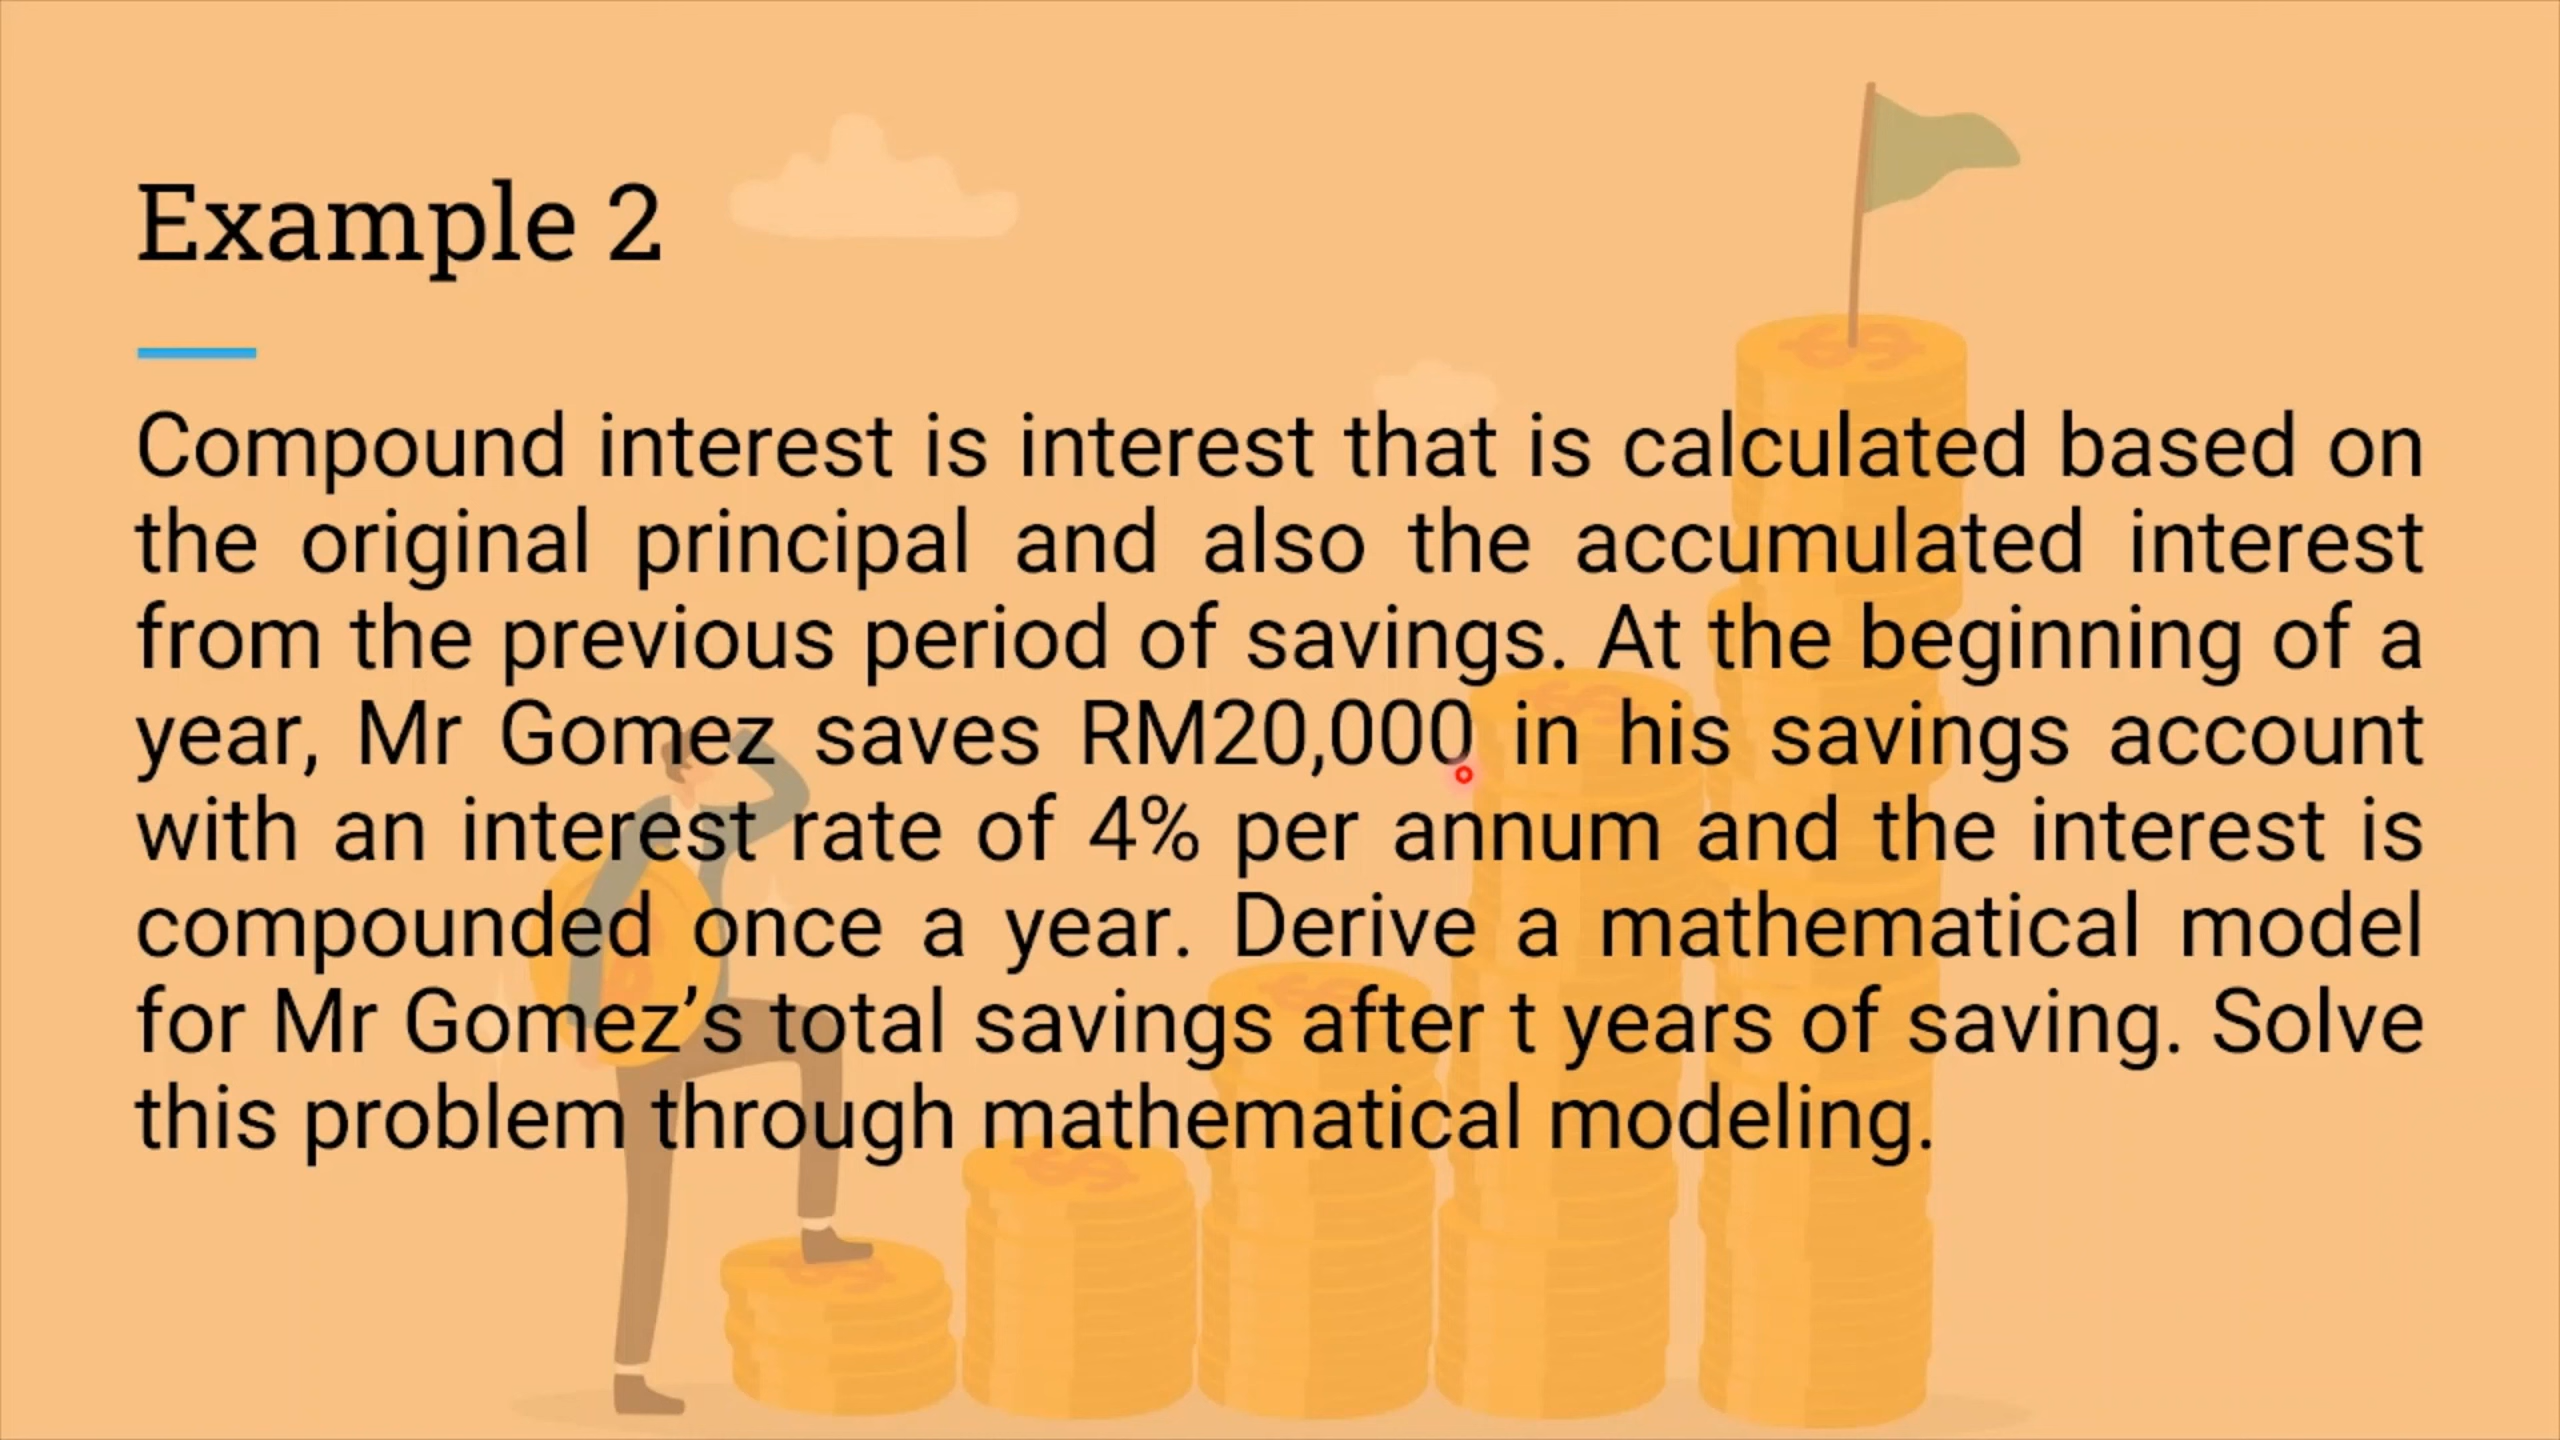 Example 2
Compound interest is interest that is calculated based on
the original principal and also the accumulated interest
from the previous period of savings. At the beginning of a
year, Mr Gomez saves RM20,000 in his savings account
with an interest rate of 4% per annum and the interest is
compounded once a year. Derive a mathematical model
for Mr Gomez’s total savings after t years of saving. Solve
this problem through mathematical modeling.